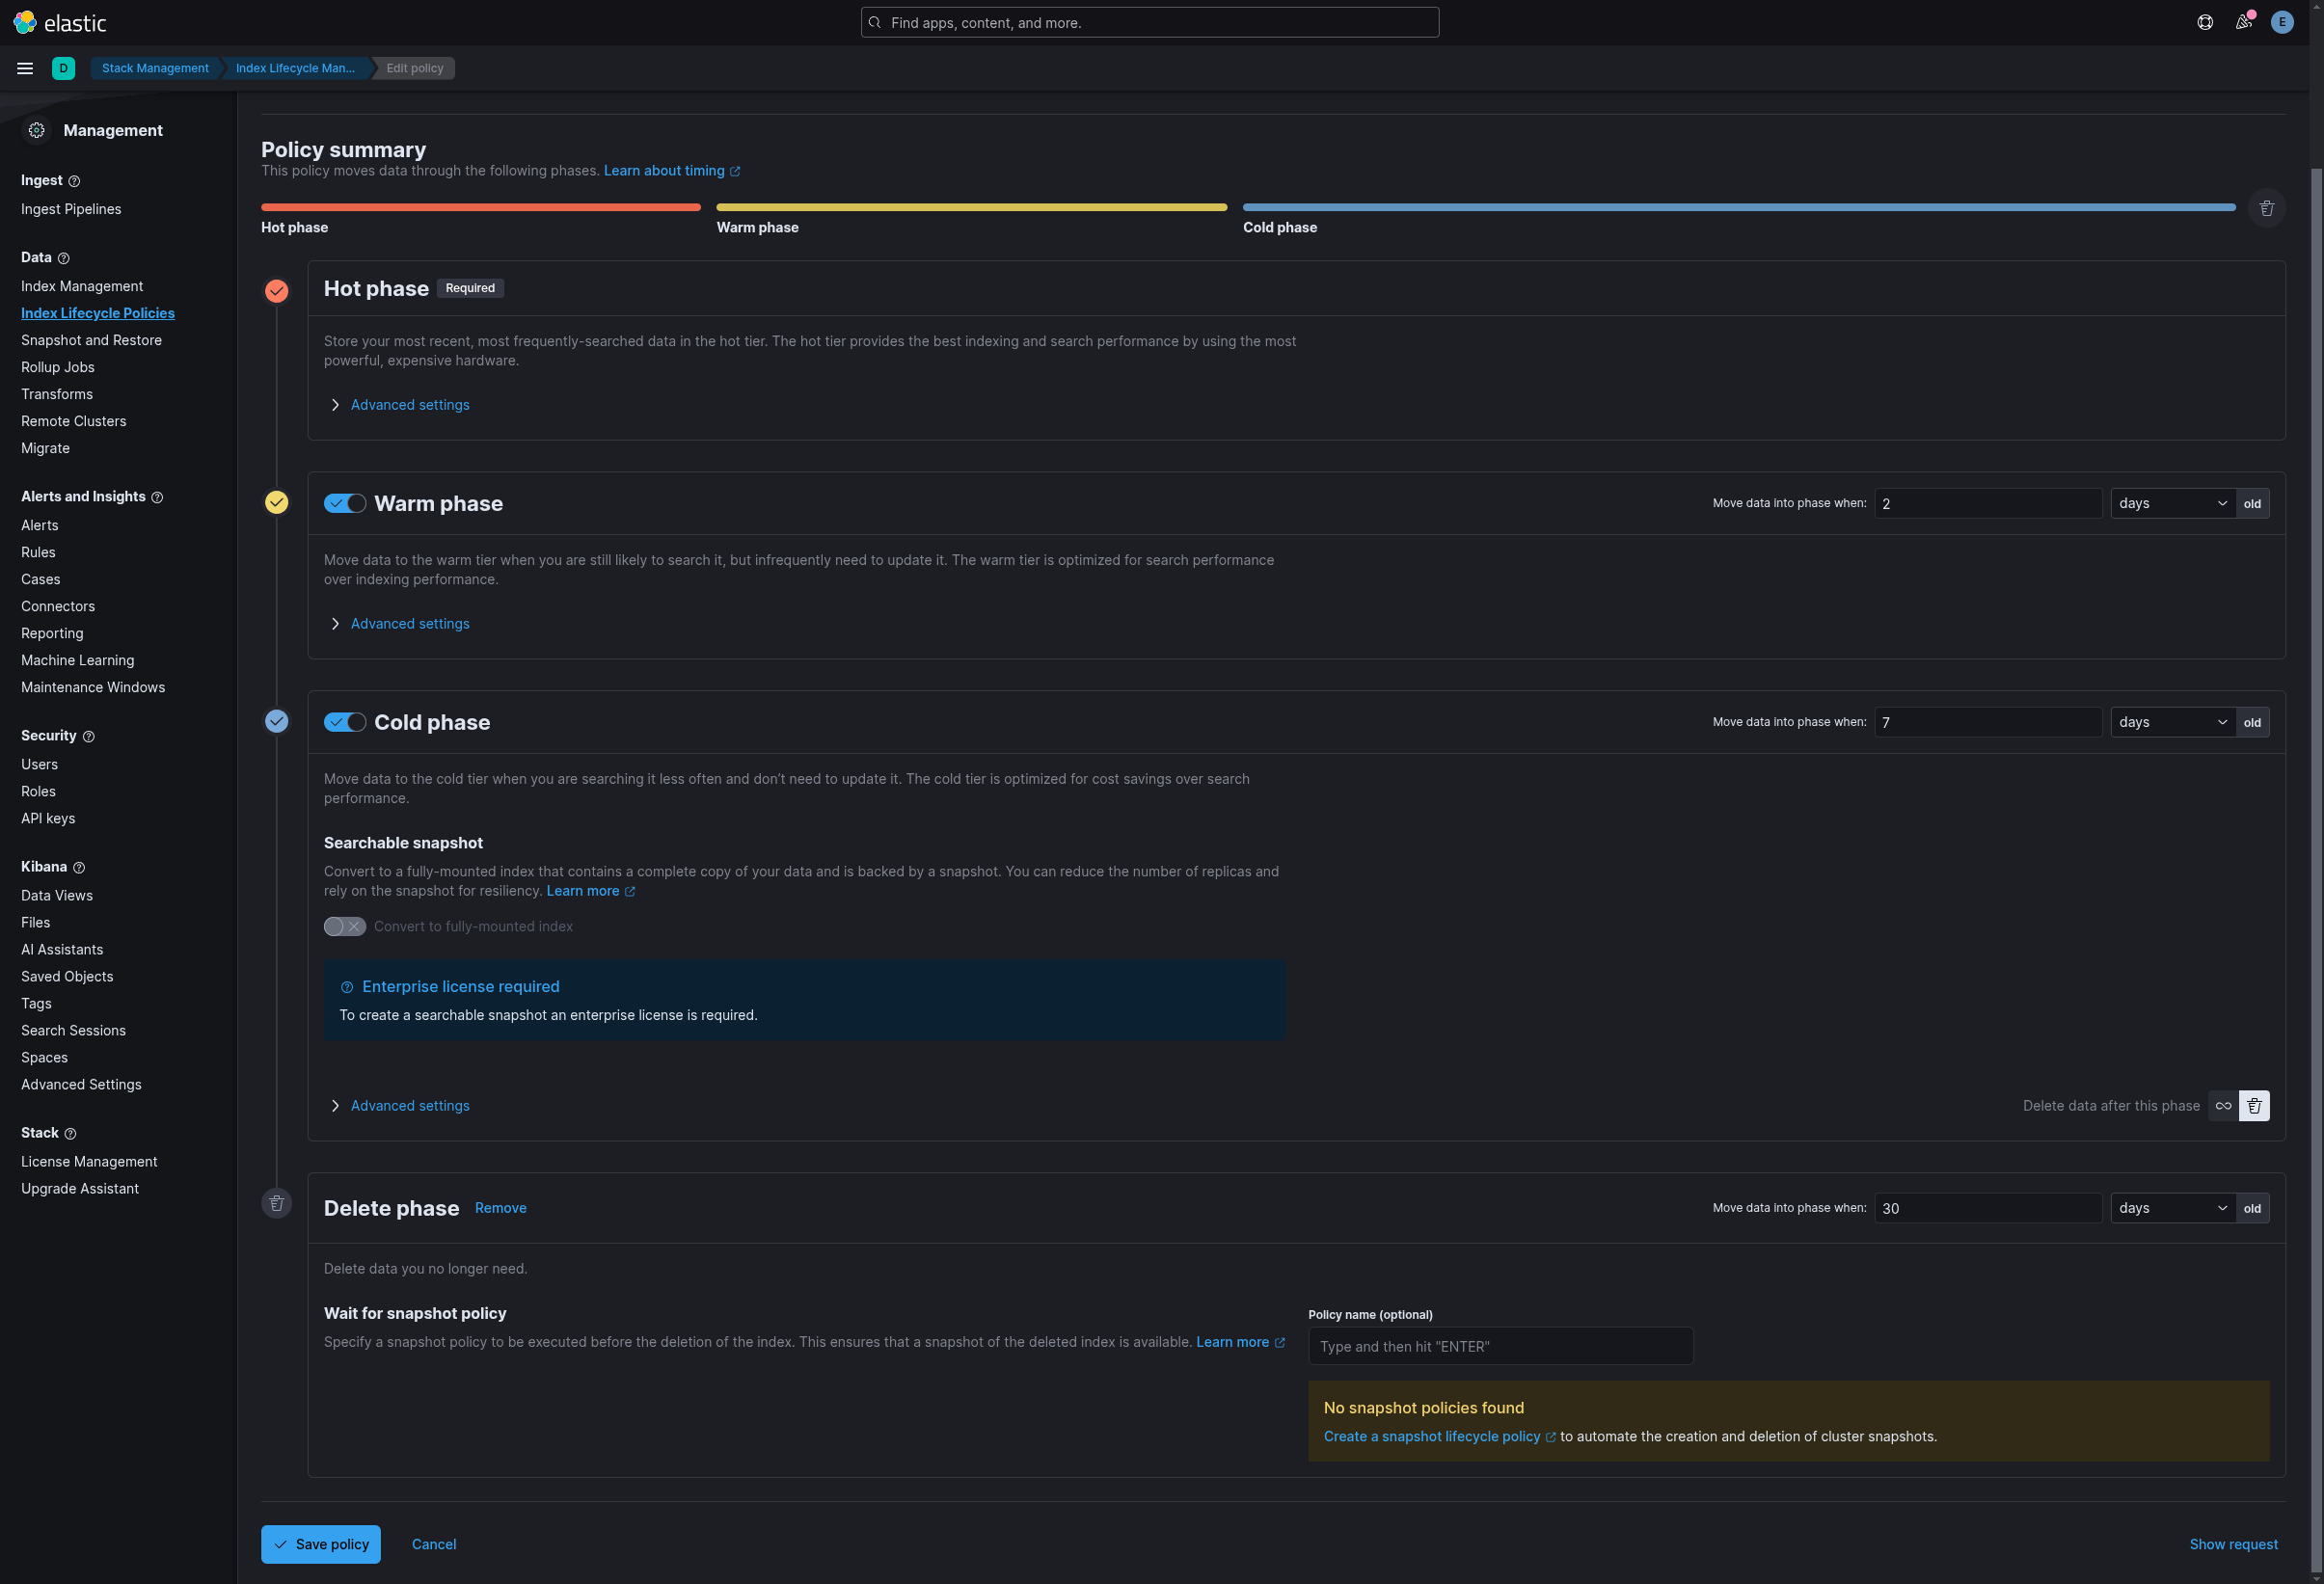 elastic
Find apps, content, and more.
E
D
Stack Management
Index Lifecycle Man...
Edit policy
Management
Ingest
Ingest Pipelines
Data
Index Management
Index Lifecycle Policies
Snapshot and Restore
Rollup Jobs
Transforms
Remote Clusters
Migrate
Alerts and Insights
Alerts
Rules
Cases
Connectors
Reporting
Machine Learning
Maintenance Windows
Security
Users
Roles
API keys
Kibana
Data Views
Files
AI Assistants
Saved Objects
Tags
Search Sessions
Spaces
Advanced Settings
Stack
License Management
Upgrade Assistant
Policy summary
This policy moves data through the following phases. Learn about timing
Hot phase
Warm phase
Cold phase
Hot phase Required
Store your most recent, most frequently-searched data in the hot tier. The hot tier provides the best indexing and search performance by using the most
powerful, expensive hardware.
Advanced settings
Warm phase
Move data into phase when: 2 days old
Move data to the warm tier when you are still likely to search it, but infrequently need to update it. The warm tier is optimized for search performance
over indexing performance.
Advanced settings
Cold phase
Move data into phase when: 7 days old
Move data to the cold tier when you are searching it less often and don’t need to update it. The cold tier is optimized for cost savings over search
performance.
Searchable snapshot
Convert to a fully-mounted index that contains a complete copy of your data and is backed by a snapshot. You can reduce the number of replicas and
rely on the snapshot for resiliency. Learn more
Convert to fully-mounted index
Enterprise license required
To create a searchable snapshot an enterprise license is required.
Advanced settings
Delete data after this phase
Delete phase Remove
Move data into phase when: 30 days old
Delete data you no longer need.
Wait for snapshot policy
Specify a snapshot policy to be executed before the deletion of the index. This ensures that a snapshot of the deleted index is available. Learn more
Policy name (optional)
Type and then hit "ENTER"
No snapshot policies found
Create a snapshot lifecycle policy to automate the creation and deletion of cluster snapshots.
Save policy
Cancel
Show request